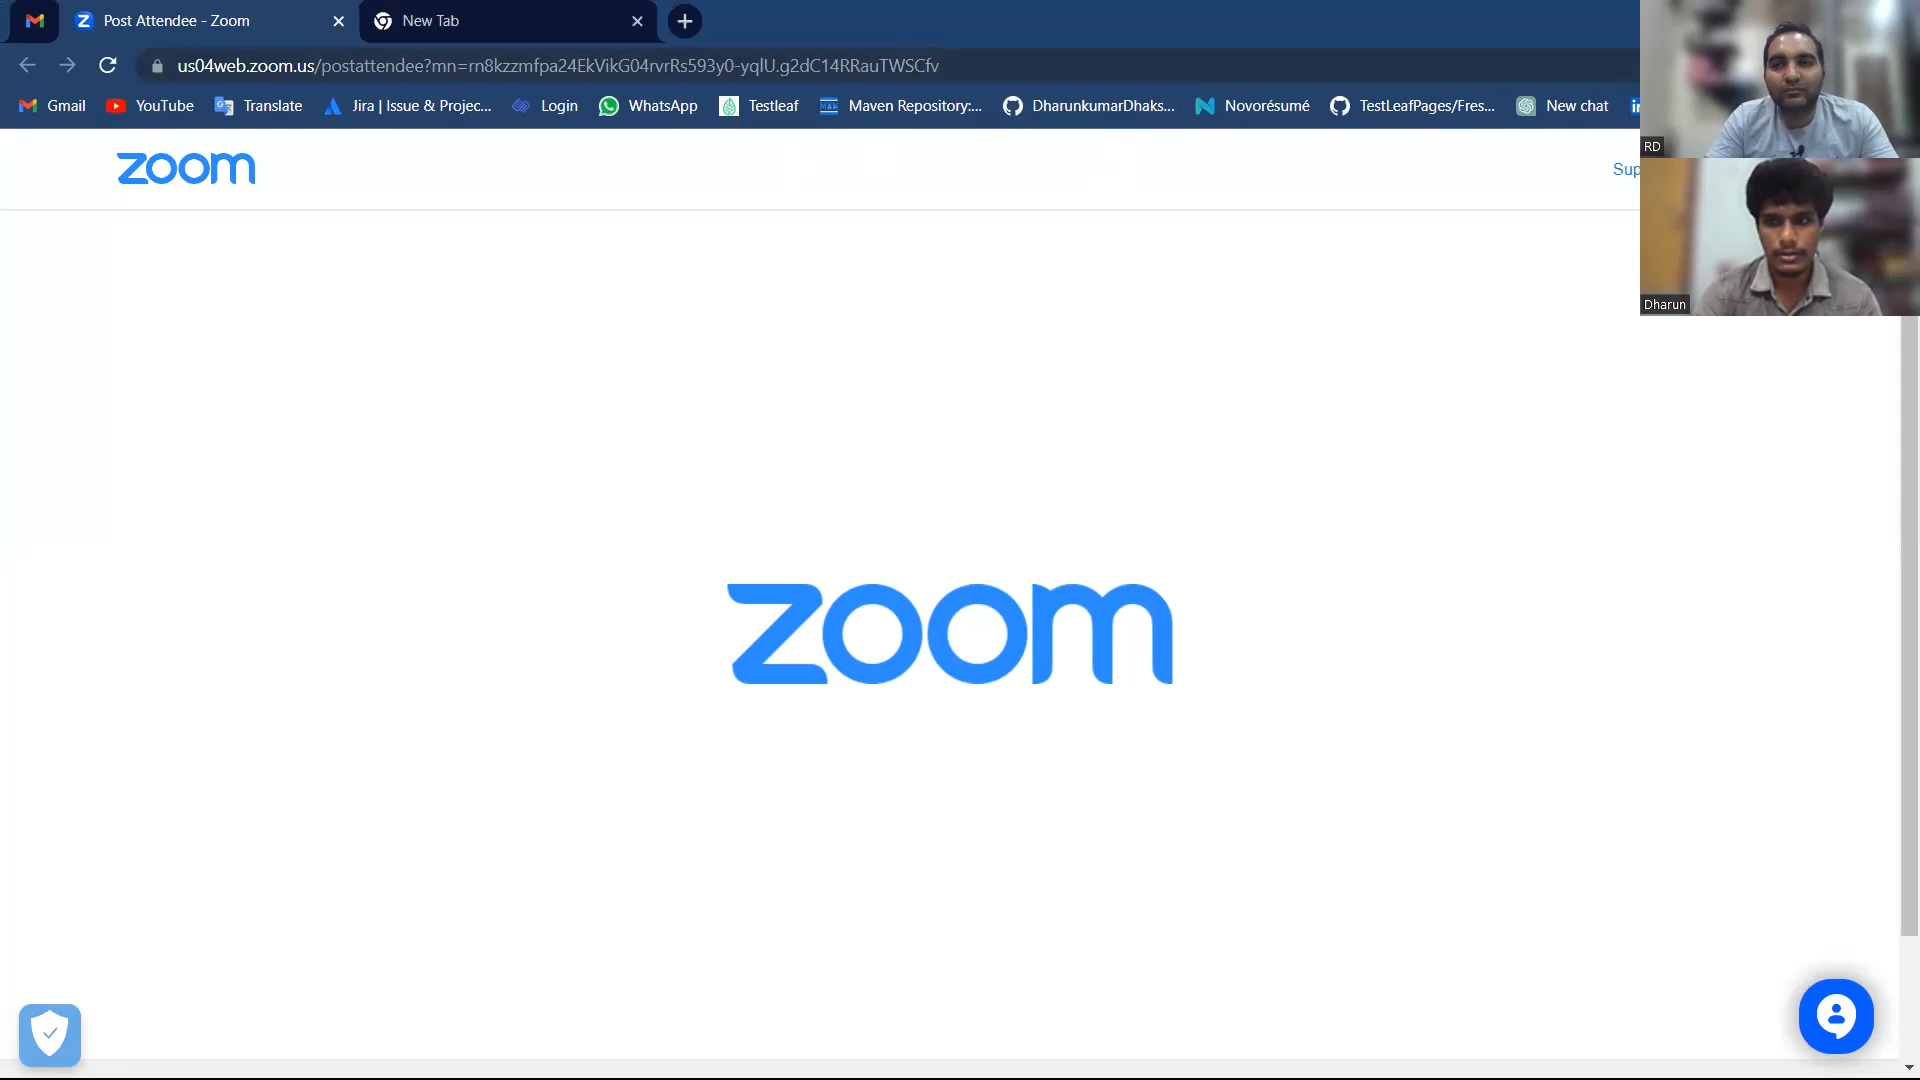 Post Attendee - Zoom
New Tab
us04web.zoom.us/postattendee?mn=rn8kzzmfpa24EkVikG04rvrRs593y0-yqlU.g2dC14RRauTWSCfv
Gmail YouTube Translate Jira | Issue & Projec... Login WhatsApp Testleaf Maven Repository:... DharunkumarDhaks... Novorésumé TestLeafPages/Fres... New chat
RD
zoom
Sup
Dharun
zoom